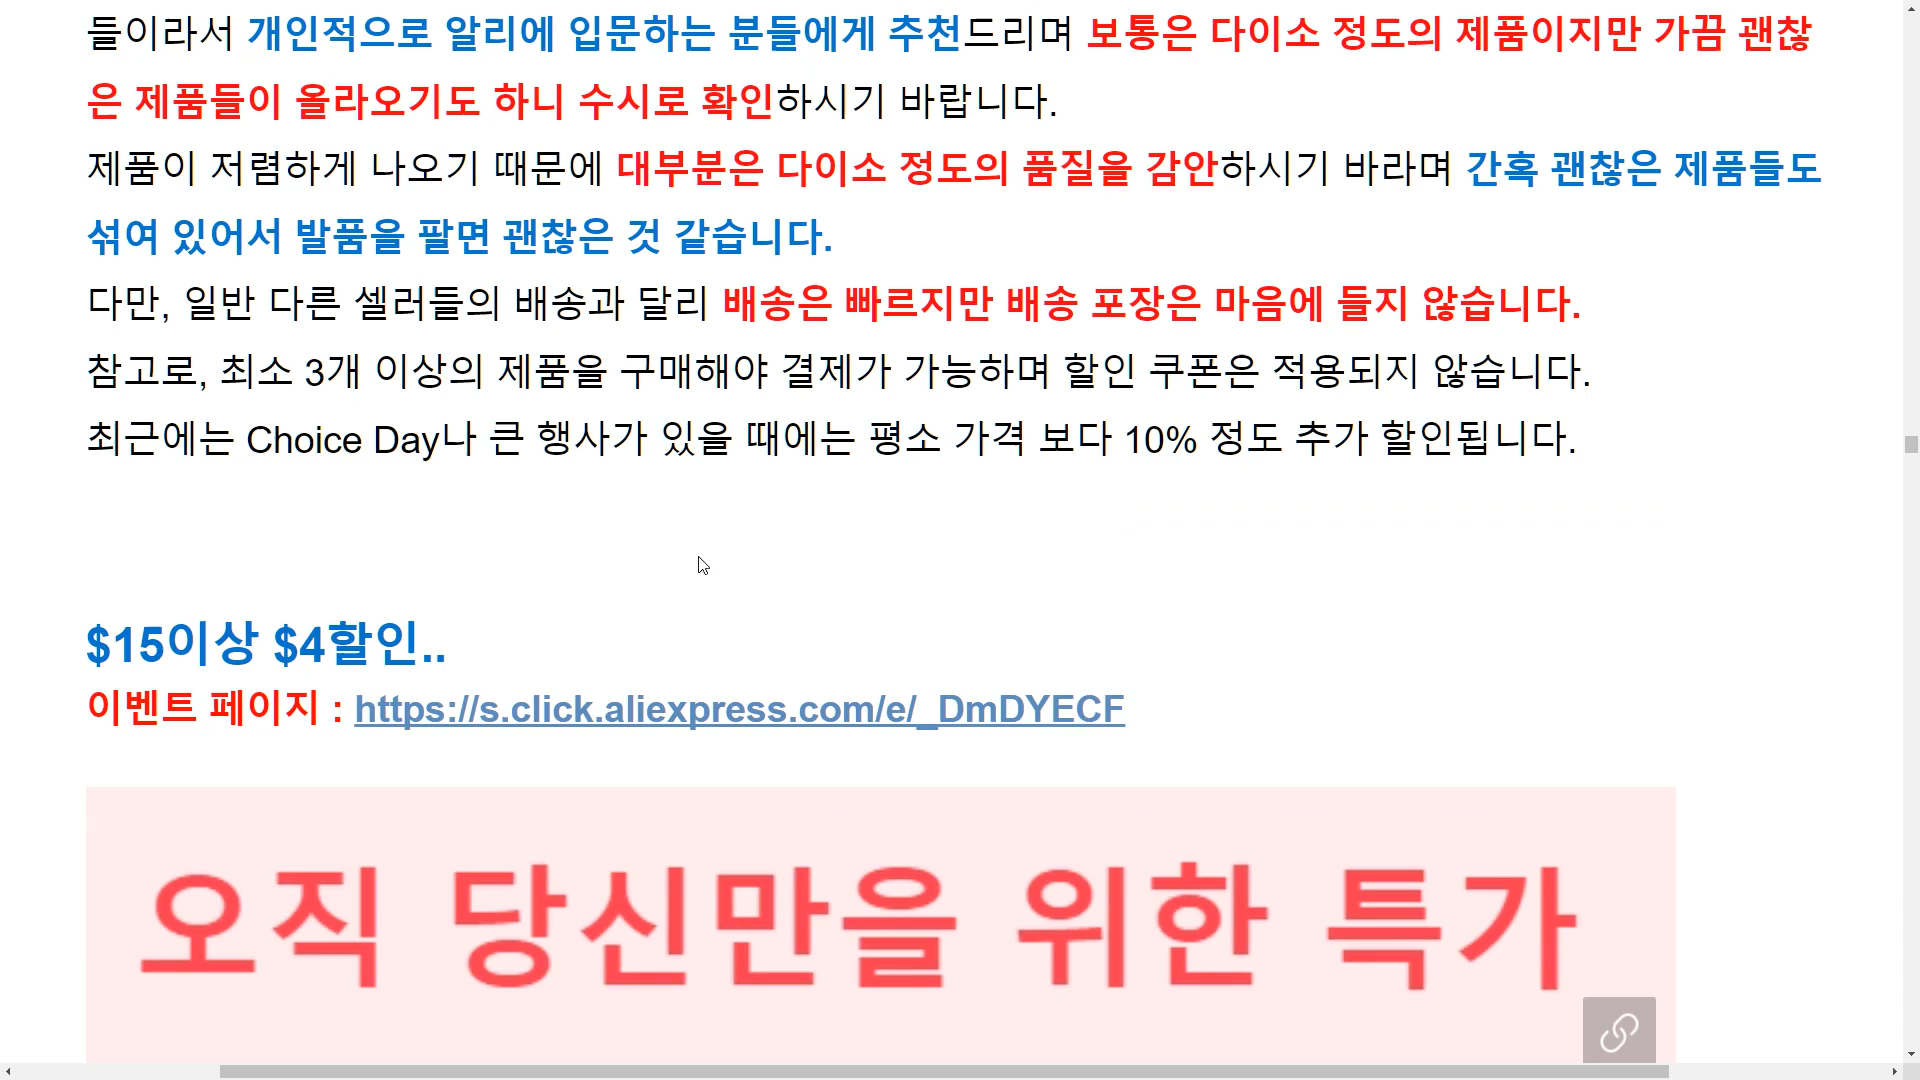 들이라서 개인적으로 알리에 입문하는 분들에게 추천드리며 보통은 다이소 정도의 제품이지만 가끔 괜찮
은 제품들이 올라오기도 하니 수시로 확인하시기 바랍니다.
제품이 저렴하게 나오기 때문에 대부분은 다이소 정도의 품질을 감안하시기 바라며 간혹 괜찮은 제품들도
섞여 있어서 발품을 팔면 괜찮은 것 같습니다.
다만, 일반 다른 셀러들의 배송과 달리 배송은 빠르지만 배송 포장은 마음에 들지 않습니다.
참고로, 최소 3개 이상의 제품을 구매해야 결제가 가능하며 할인 쿠폰은 적용되지 않습니다.
최근에는 Choice Day나 큰 행사가 있을 때에는 평소 가격 보다 10% 정도 추가 할인됩니다.
$15이상 $4할인..
이벤트 페이지 : https://s.click.aliexpress.com/e/_DmDYECF
오직 당신만을 위한 특가